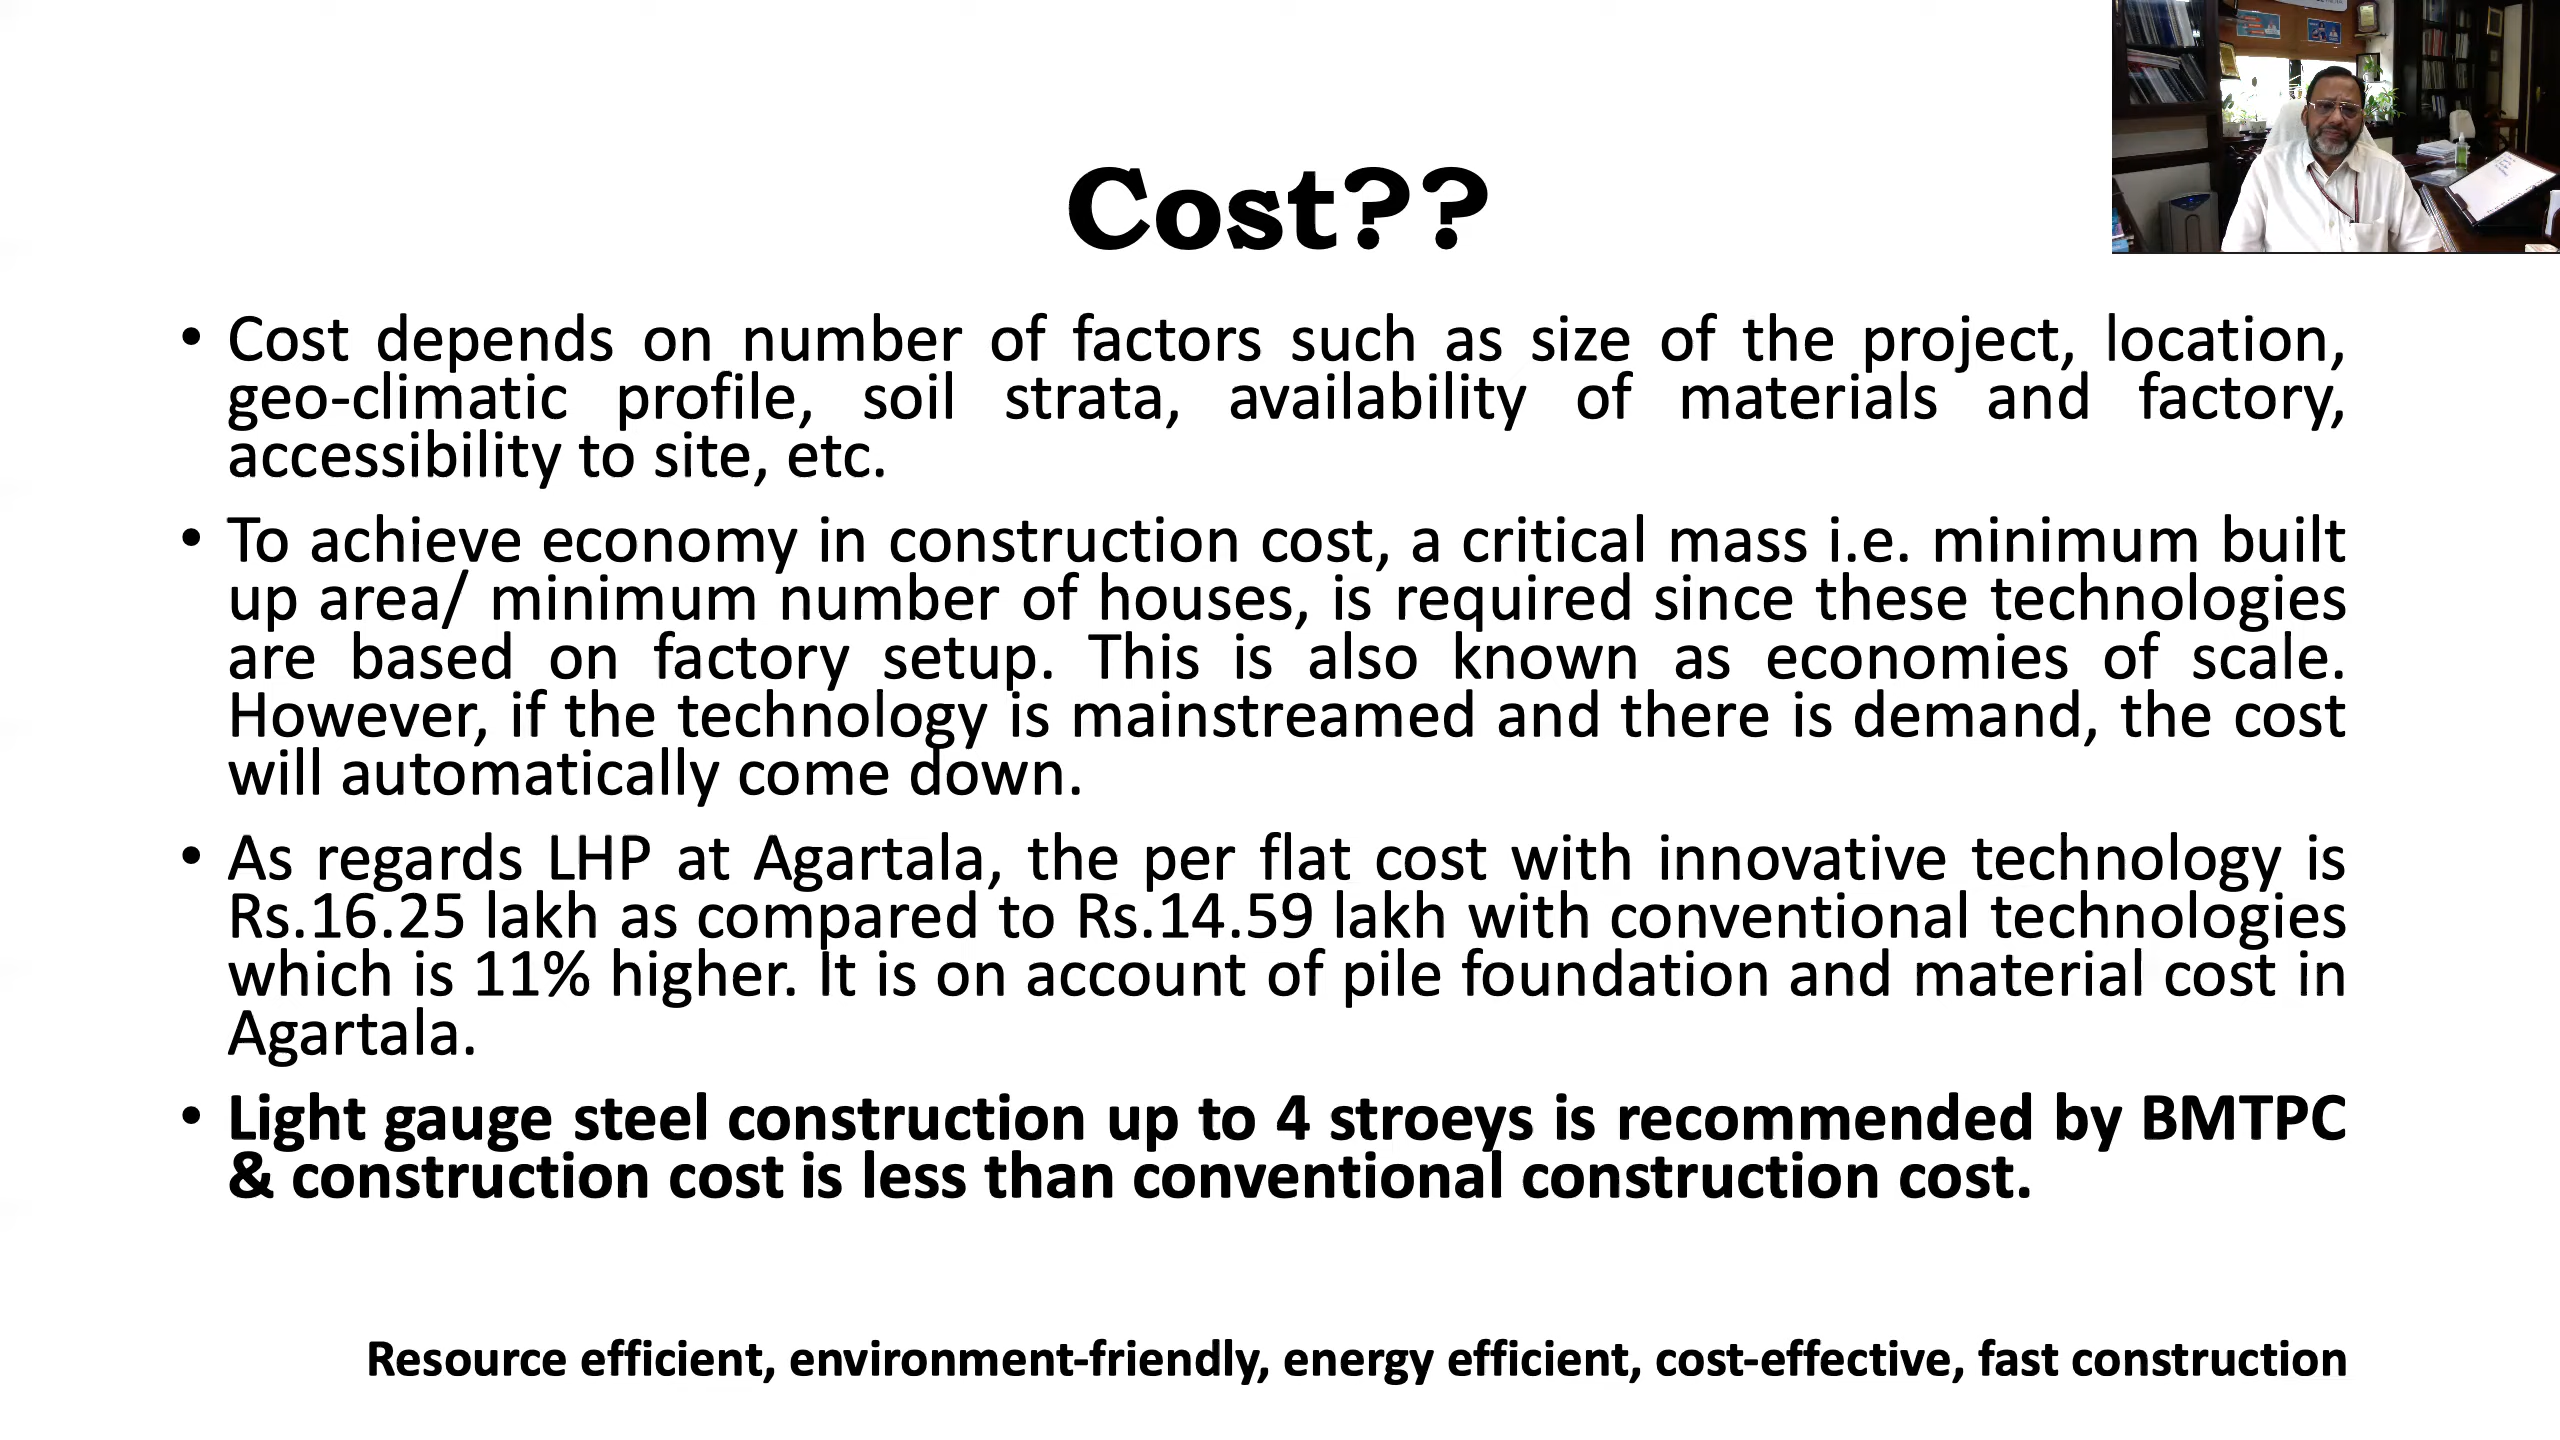 Cost??
• Cost depends on number of factors such as size of the project, location,
geo-climatic profile, soil strata, availability of materials and factory,
accessibility to site, etc.
• To achieve economy in construction cost, a critical mass i.e. minimum built
up area/ minimum number of houses, is required since these technologies
are based on factory setup. This is also known as economies of scale.
However, if the technology is mainstreamed and there is demand, the cost
will automatically come down.
• As regards LHP at Agartala, the per flat cost with innovative technology is
Rs.16.25 lakh as compared to Rs.14.59 lakh with conventional technologies
which is 11% higher. It is on account of pile foundation and material cost in
Agartala.
• Light gauge steel construction up to 4 stroeys is recommended by BMTPC
& construction cost is less than conventional construction cost.
Resource efficient, environment-friendly, energy efficient, cost-effective, fast construction